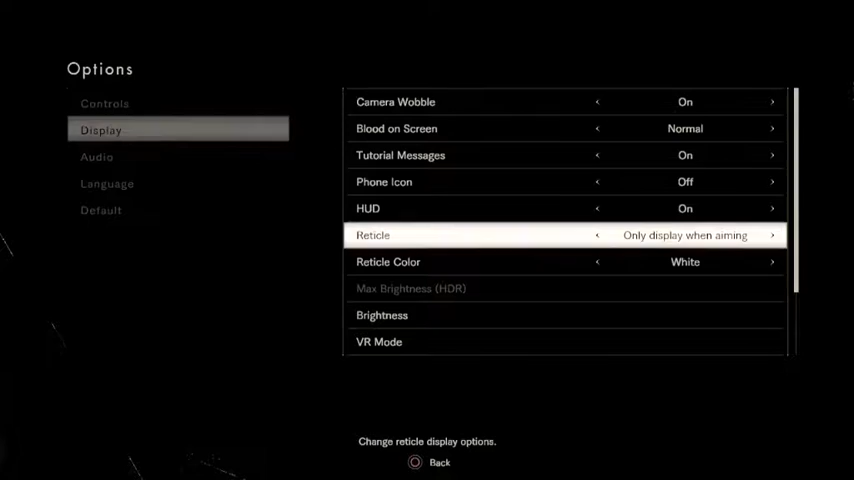 Options
Controls
Display
Audio
Language
Default
Camera Wobble ‹ On ›
Blood on Screen ‹ Normal ›
Tutorial Messages ‹ On ›
Phone Icon ‹ Off ›
HUD ‹ On ›
Reticle ‹ Only display when aiming ›
Reticle Color ‹ White ›
Max Brightness (HDR)
Brightness
VR Mode
Change reticle display options.
Back